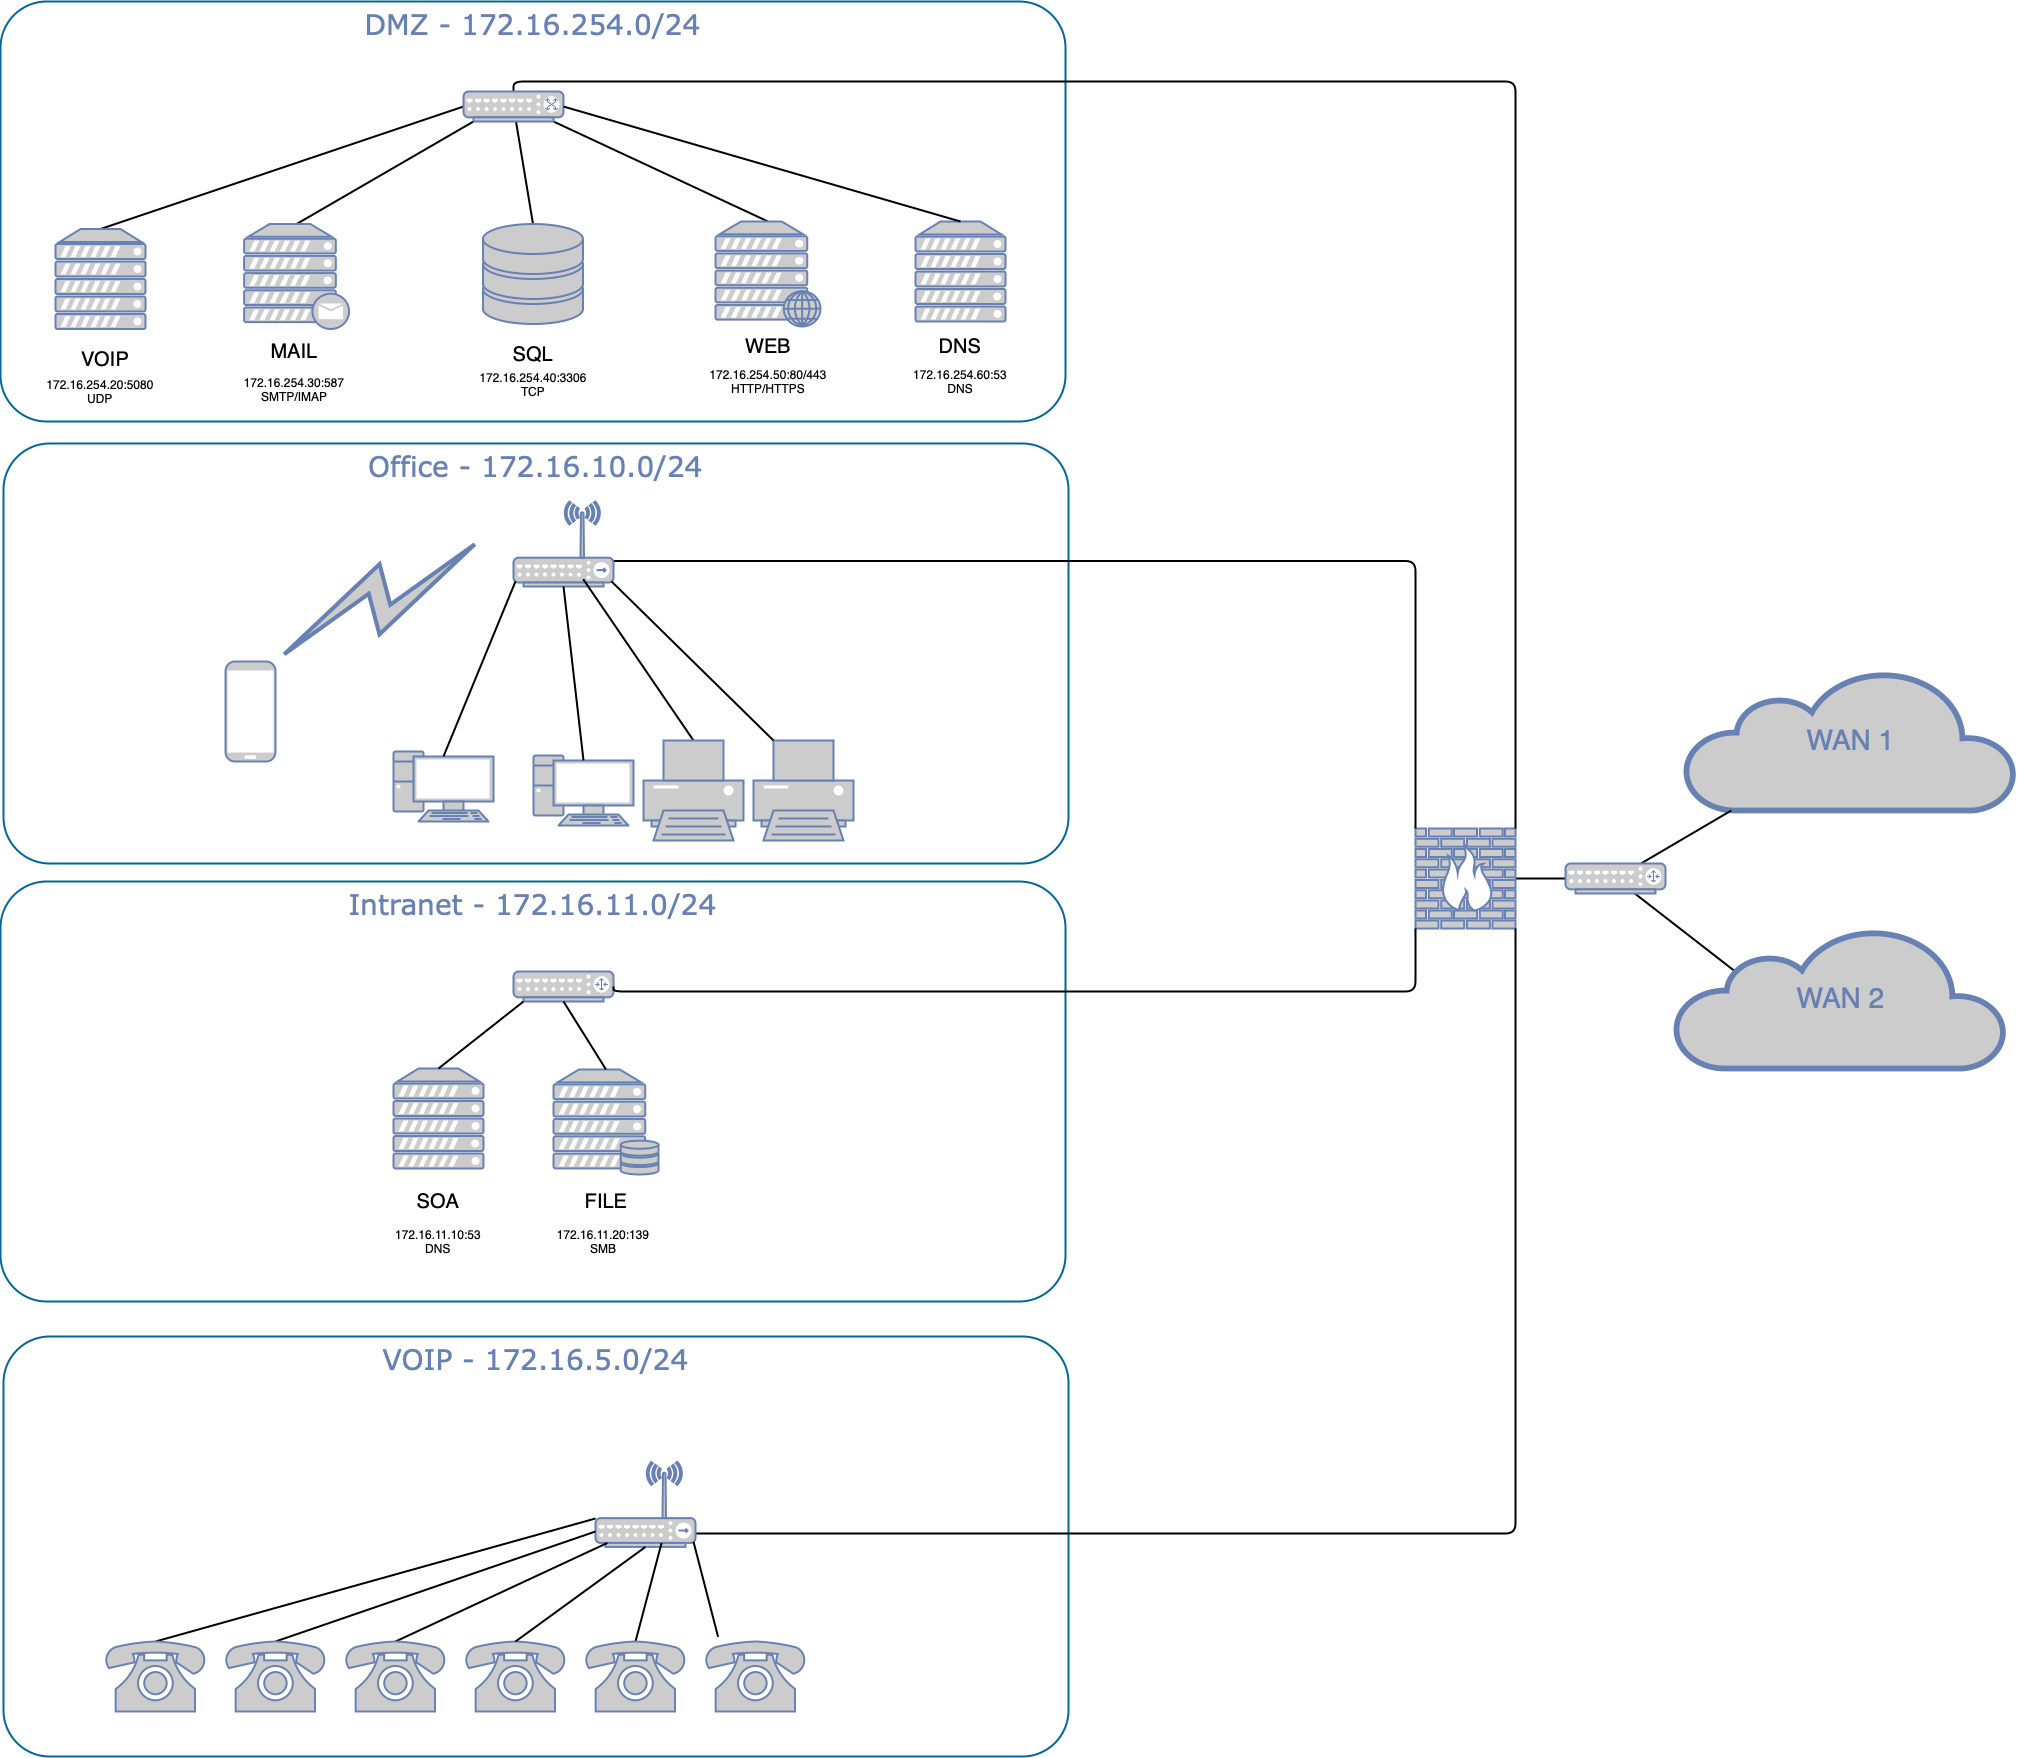 DMZ - 172.16.254.0/24
VOIP
172.16.254.20:5080
UDP
MAIL
172.16.254.30:587
SMTP/IMAP
SQL
172.16.254.40:3306
TCP
WEB
172.16.254.50:80/443
HTTP/HTTPS
DNS
172.16.254.60:53
DNS
Office - 172.16.10.0/24
WAN 1
Intranet - 172.16.11.0/24
WAN 2
SOA
172.16.11.10:53
DNS
FILE
172.16.11.20:139
SMB
VOIP - 172.16.5.0/24